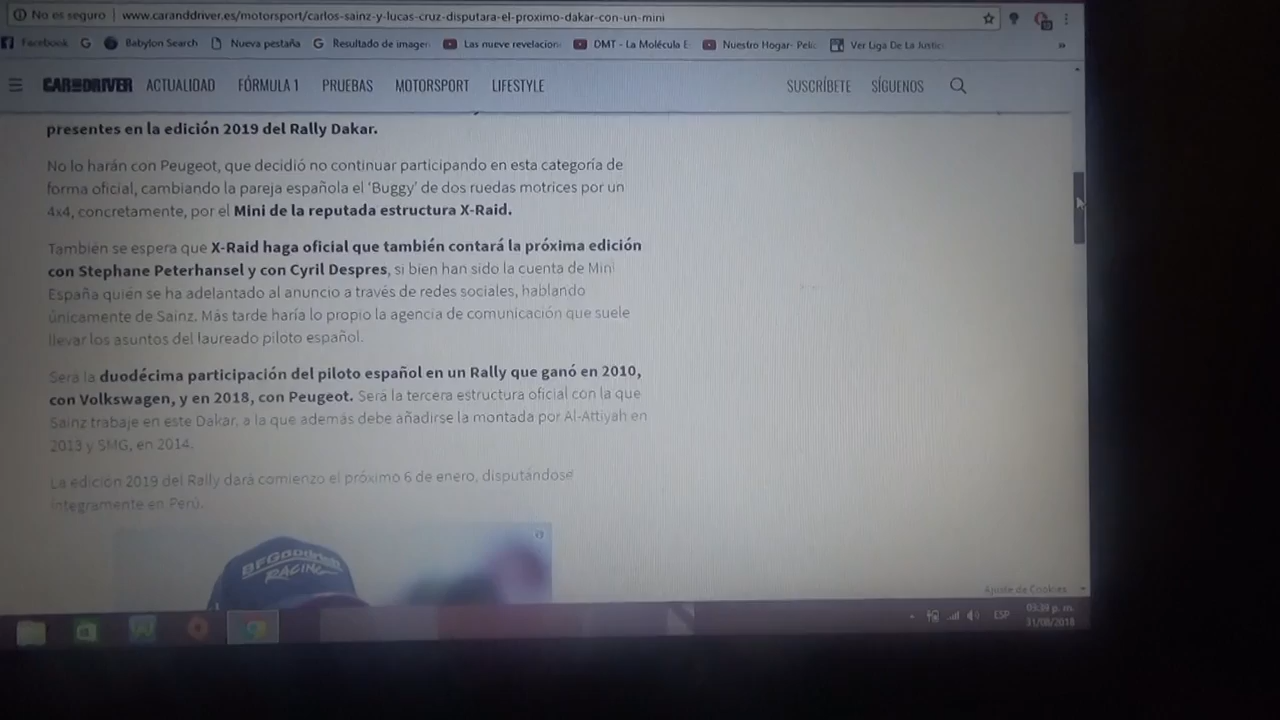 No es seguro www.caranddriver.es/motorsport/carlos-sainz-y-lucas-cruz-disputara-el-proximo-dakar-con-un-mini
Facebook Babylon Search Nueva pestaña Resultado de imagen Las nueve revelacion DMT - La Molécula E Nuestro Hogar- Pelic Ver Liga De La Justic »
CAR AND DRIVER ACTUALIDAD FÓRMULA 1 PRUEBAS MOTORSPORT LIFESTYLE SUSCRÍBETE SÍGUENOS
presentes en la edición 2019 del Rally Dakar.
No lo harán con Peugeot, que decidió no continuar participando en esta categoría de
forma oficial, cambiando la pareja española el ‘Buggy’ de dos ruedas motrices por un
4x4, concretamente, por el Mini de la reputada estructura X-Raid.
También se espera que X-Raid haga oficial que también contará la próxima edición
con Stephane Peterhansel y con Cyril Despres, si bien han sido la cuenta de Mini
España quién se ha adelantado al anuncio a través de redes sociales, hablando
únicamente de Sainz. Más tarde haría lo propio la agencia de comunicación que suele
llevar los asuntos del laureado piloto español.
Será la duodécima participación del piloto español en un Rally que ganó en 2010,
con Volkswagen, y en 2018, con Peugeot. Será la tercera estructura oficial con la que
Sainz trabaje en este Dakar, a la que además debe añadirse la montada por Al-Attiyah en
2013 y SMG, en 2014.
La edición 2019 del Rally dará comienzo el próximo 6 de enero, disputándose
íntegramente en Perú.
BFGoodrich
RACING
Ajuste de Cookies
ESP
03:39 p. m.
31/08/2018